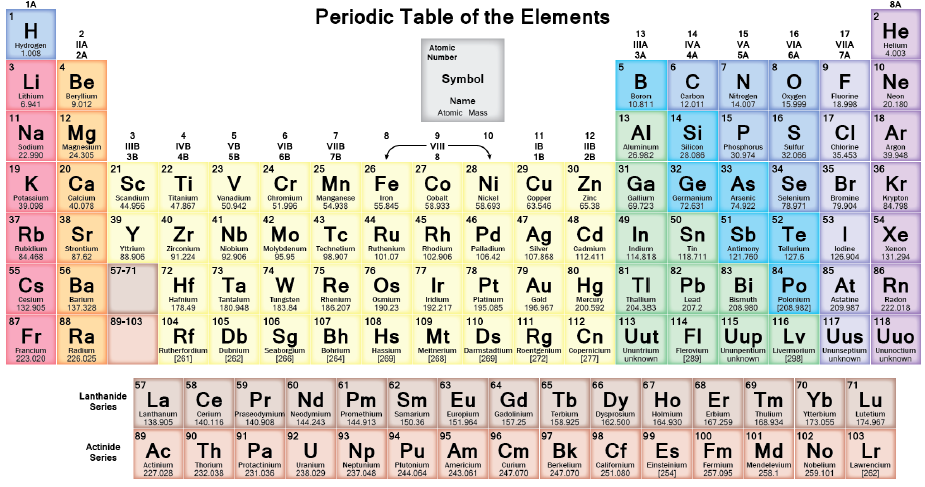 Periodic Table of the Elements
1A 8A
1 2
H He
Hydrogen Helium
1.008 4.003
2 13 14 15 16 17
IIA IIIA IVA VA VIA VIIA
2A 3A 4A 5A 6A 7A
Atomic
Number
Symbol
Name
Atomic Mass
3 4 5 6 7 8 9 10
Li Be B C N O F Ne
Lithium Beryllium Boron Carbon Nitrogen Oxygen Fluorine Neon
6.941 9.012 10.811 12.011 14.007 15.999 18.998 20.180
11 12 13 14 15 16 17 18
Na Mg Al Si P S Cl Ar
Sodium Magnesium Aluminum Silicon Phosphorus Sulfur Chlorine Argon
22.990 24.305 26.982 28.086 30.974 32.066 35.453 39.948
3 4 5 6 7 8 9 10 11 12
IIIB IVB VB VIB VIIB VIII IB IIB
3B 4B 5B 6B 7B 8 1B 2B
19 20 21 22 23 24 25 26 27 28 29 30 31 32 33 34 35 36
K Ca Sc Ti V Cr Mn Fe Co Ni Cu Zn Ga Ge As Se Br Kr
Potassium Calcium Scandium Titanium Vanadium Chromium Manganese Iron Cobalt Nickel Copper Zinc Gallium Germanium Arsenic Selenium Bromine Krypton
39.098 40.078 44.956 47.867 50.942 51.996 54.938 55.845 58.933 58.693 63.546 65.38 69.723 72.631 74.922 78.971 79.904 84.798
37 38 39 40 41 42 43 44 45 46 47 48 49 50 51 52 53 54
Rb Sr Y Zr Nb Mo Tc Ru Rh Pd Ag Cd In Sn Sb Te I Xe
Rubidium Strontium Yttrium Zirconium Niobium Molybdenum Technetium Ruthenium Rhodium Palladium Silver Cadmium Indium Tin Antimony Tellurium Iodine Xenon
84.468 87.62 88.906 91.224 92.906 95.95 98.907 101.07 102.906 106.42 107.868 112.411 114.818 118.711 121.760 127.6 126.904 131.294
55 56 57-71 72 73 74 75 76 77 78 79 80 81 82 83 84 85 86
Cs Ba Hf Ta W Re Os Ir Pt Au Hg Tl Pb Bi Po At Rn
Cesium Barium Hafnium Tantalum Tungsten Rhenium Osmium Iridium Platinum Gold Mercury Thallium Lead Bismuth Polonium Astatine Radon
132.905 137.328 178.49 180.948 183.84 186.207 190.23 192.217 195.085 196.967 200.592 204.383 207.2 208.980 [208.982] 209.987 222.018
87 88 89-103 104 105 106 107 108 109 110 111 112 113 114 115 116 117 118
Fr Ra Rf Db Sg Bh Hs Mt Ds Rg Cn Uut Fl Uup Lv Uus Uuo
Francium Radium Rutherfordium Dubnium Seaborgium Bohrium Hassium Meitnerium Darmstadtium Roentgenium Copernicium Ununtrium Flerovium Ununpentium Livermorium Ununseptium Ununoctium
223.020 226.025 [261] [262] [266] [264] [269] [268] [269] [272] [277] unknown [289] unknown [298] unknown unknown
57 58 59 60 61 62 63 64 65 66 67 68 69 70 71
Lanthanide
Series
La Ce Pr Nd Pm Sm Eu Gd Tb Dy Ho Er Tm Yb Lu
Lanthanum Cerium Praseodymium Neodymium Promethium Samarium Europium Gadolinium Terbium Dysprosium Holmium Erbium Thulium Ytterbium Lutetium
138.905 140.116 140.908 144.243 144.913 150.36 151.964 157.25 158.925 162.500 164.930 167.259 168.934 173.055 174.967
89 90 91 92 93 94 95 96 97 98 99 100 101 102 103
Actinide
Series
Ac Th Pa U Np Pu Am Cm Bk Cf Es Fm Md No Lr
Actinium Thorium Protactinium Uranium Neptunium Plutonium Americium Curium Berkelium Californium Einsteinium Fermium Mendelevium Nobelium Lawrencium
227.028 232.038 231.036 238.029 237.048 244.064 243.061 247.070 247.070 251.080 [254] 257.095 258.1 259.101 [262]